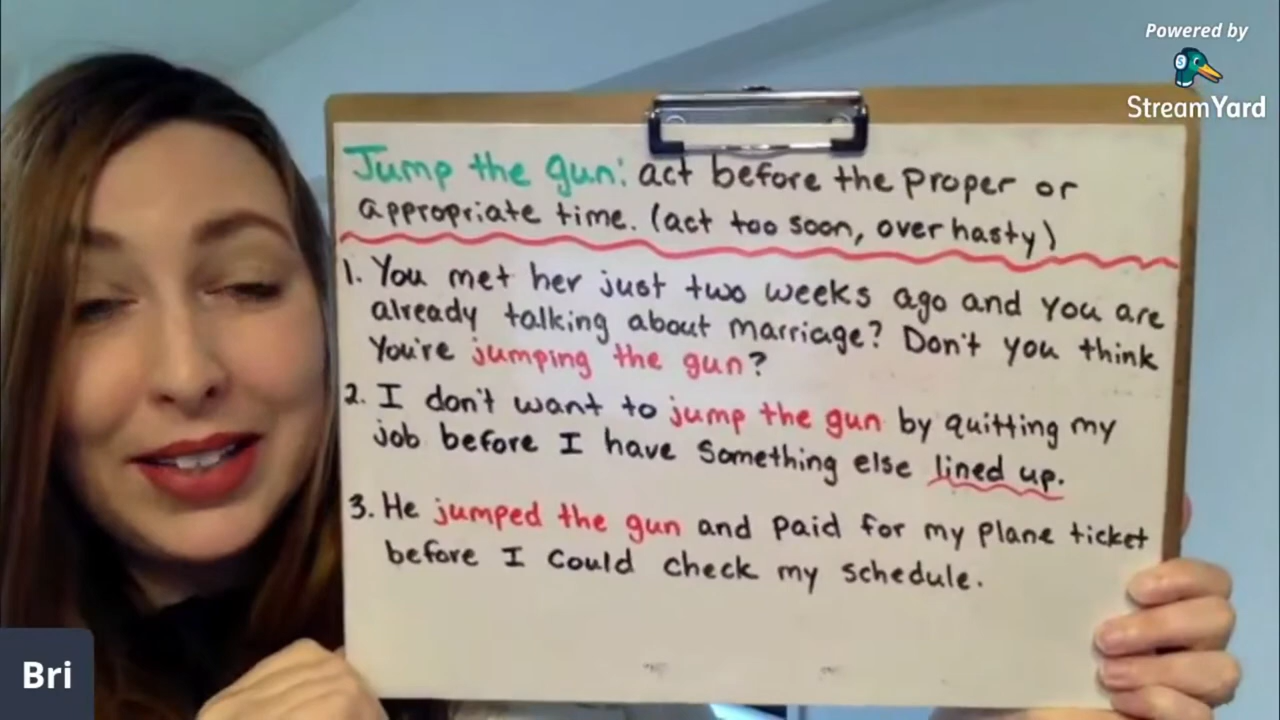 Powered by
StreamYard
Jump the gun: act before the proper or
appropriate time. (act too soon, over hasty)
1. You met her just two weeks ago and you are
already talking about marriage? Don't you think
you're jumping the gun?
2. I don't want to jump the gun by quitting my
job before I have something else lined up.
3. He jumped the gun and paid for my plane ticket
before I could check my schedule.
Bri